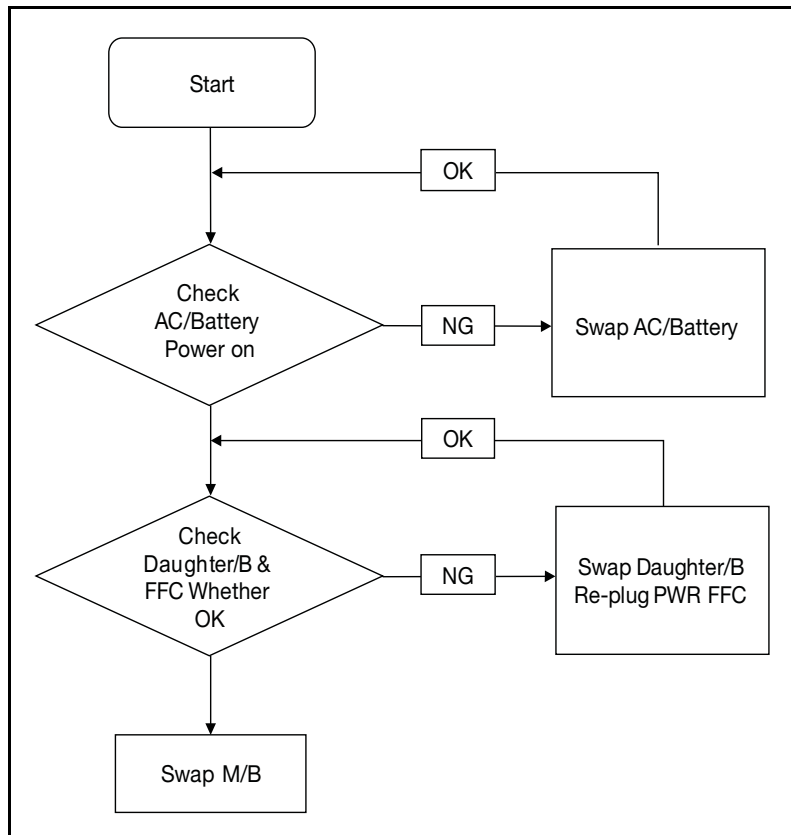 Start
OK
Check
AC/Battery
Power on
NG
Swap AC/Battery
OK
Check
Daughter/B &
FFC Whether
OK
NG
Swap Daughter/B
Re-plug PWR FFC
Swap M/B